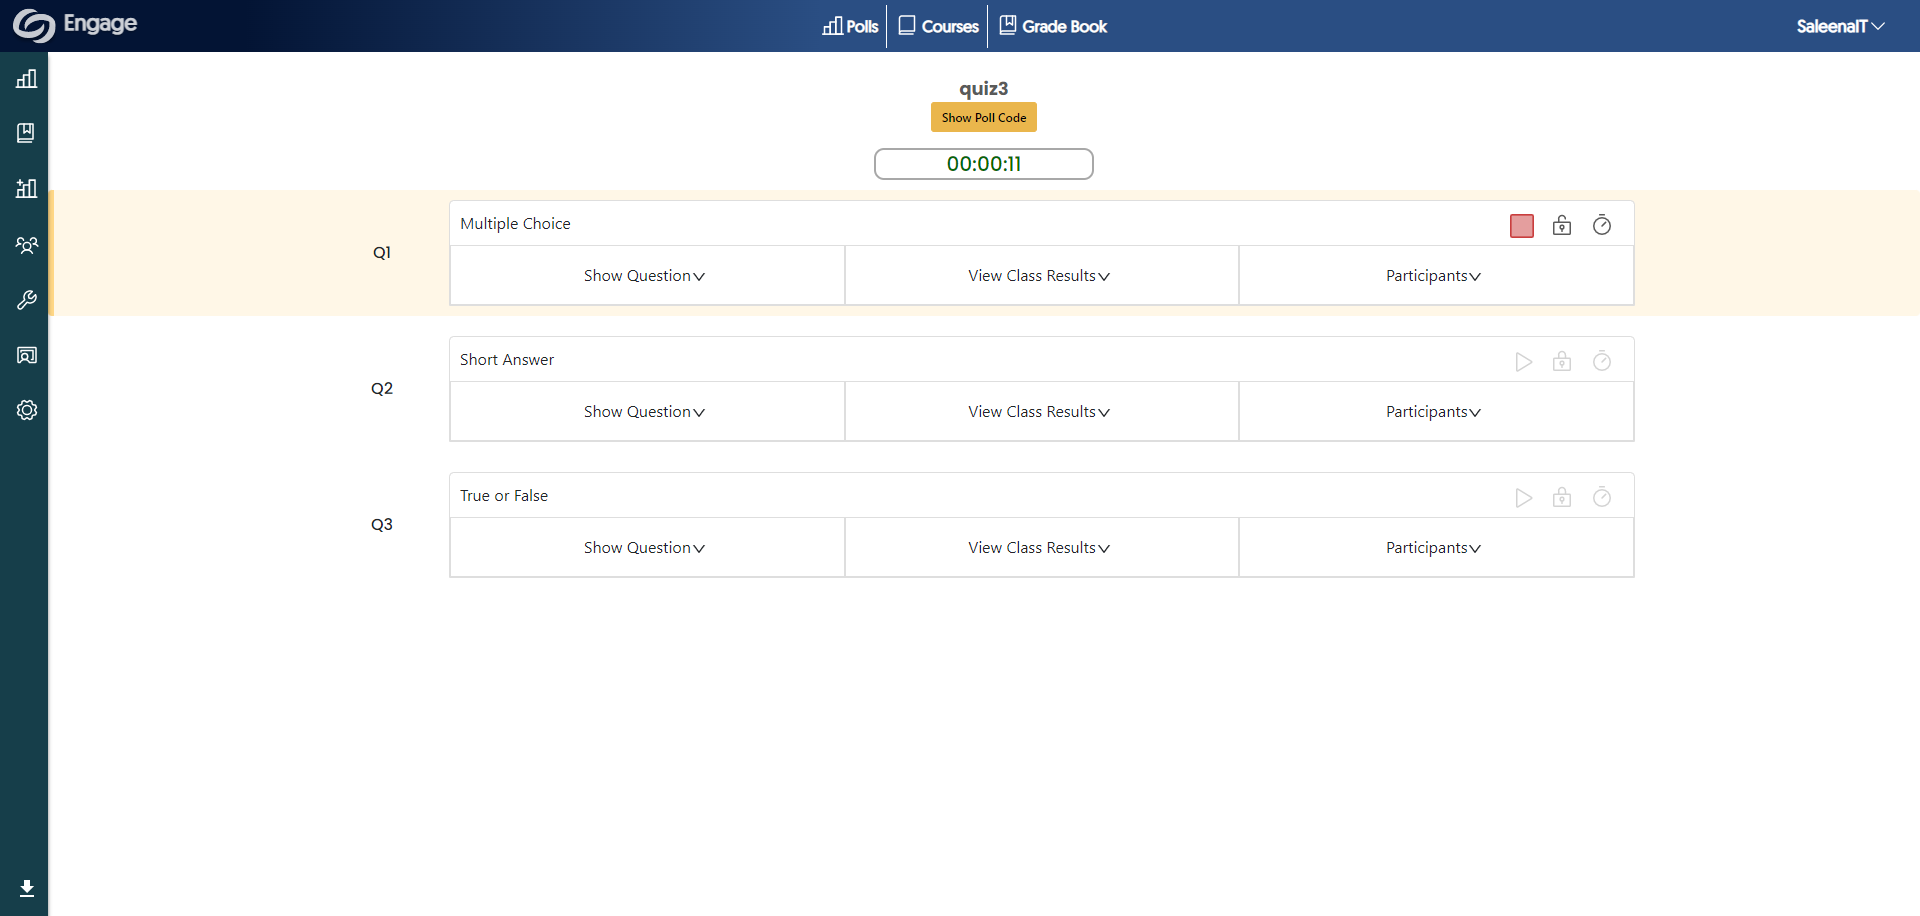 Engage
Polls
Courses
Grade Book
SaleenaIT
quiz3
Show Poll Code
00:00:11
Q1
Multiple Choice
Show Question
View Class Results
Participants
Q2
Short Answer
Show Question
View Class Results
Participants
Q3
True or False
Show Question
View Class Results
Participants